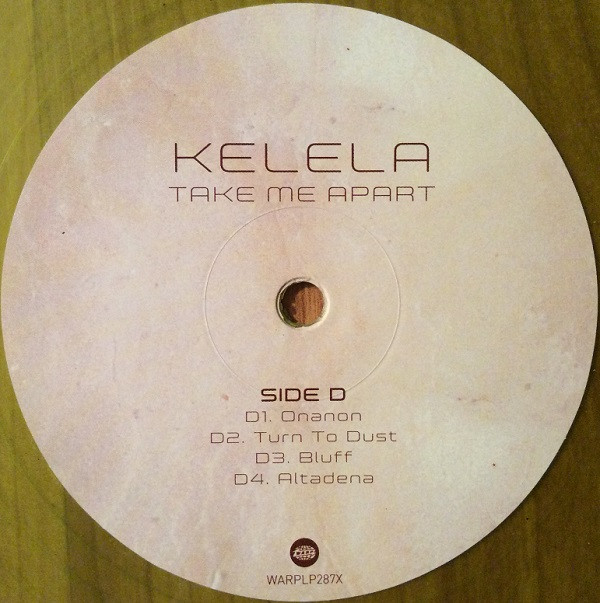 KELELA
TAKE ME APART
SIDE D
D1. Onanon
D2. Turn To Dust
D3. Bluff
D4. Altadena
WARPLP287X